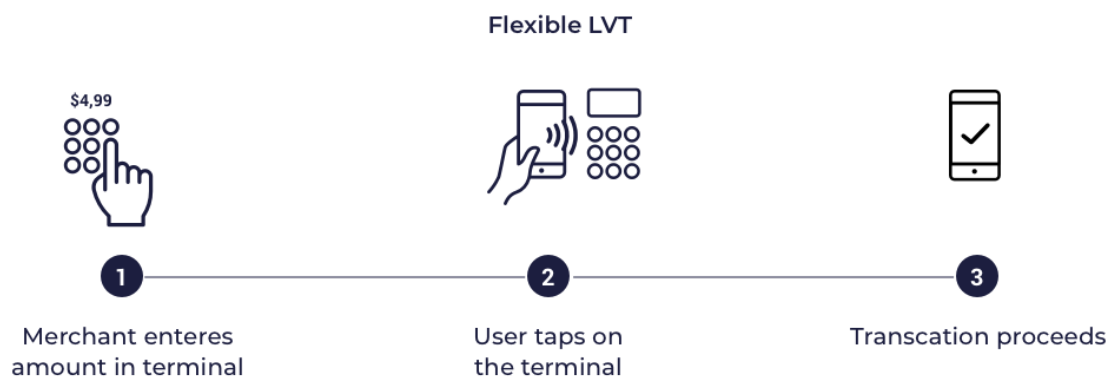 Flexible LVT
$4,99
1
2
3
Merchant enteres
amount in terminal
User taps on
the terminal
Transcation proceeds